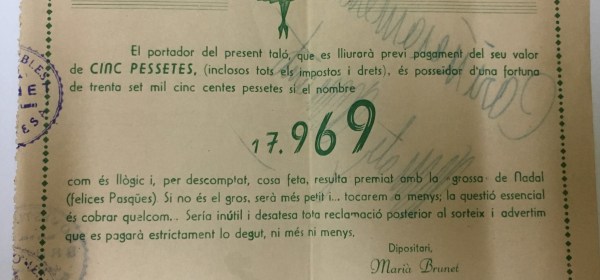 El portador del present taló, que es lliurarà previ pagament del seu valor
de CINC PESSETES, (inclosos tots els impostos i drets), és posseidor d'una fortuna
de trenta set mil cinc centes pessetes si el nombre
17.969
com és llògic i, per descomptat, cosa feta, resulta premiat amb la «grossa» de Nadal
(felices Pasqües) Si no és el gros, serà més petit i... tocarem a menys; la questió essencial
és cobrar quelcom... Seria inútil i desatesa tota reclamació posterior al sorteix i advertim
que es pagarà estrictament lo degut, ni més ni menys,
Dipositari,
Marià Brunet